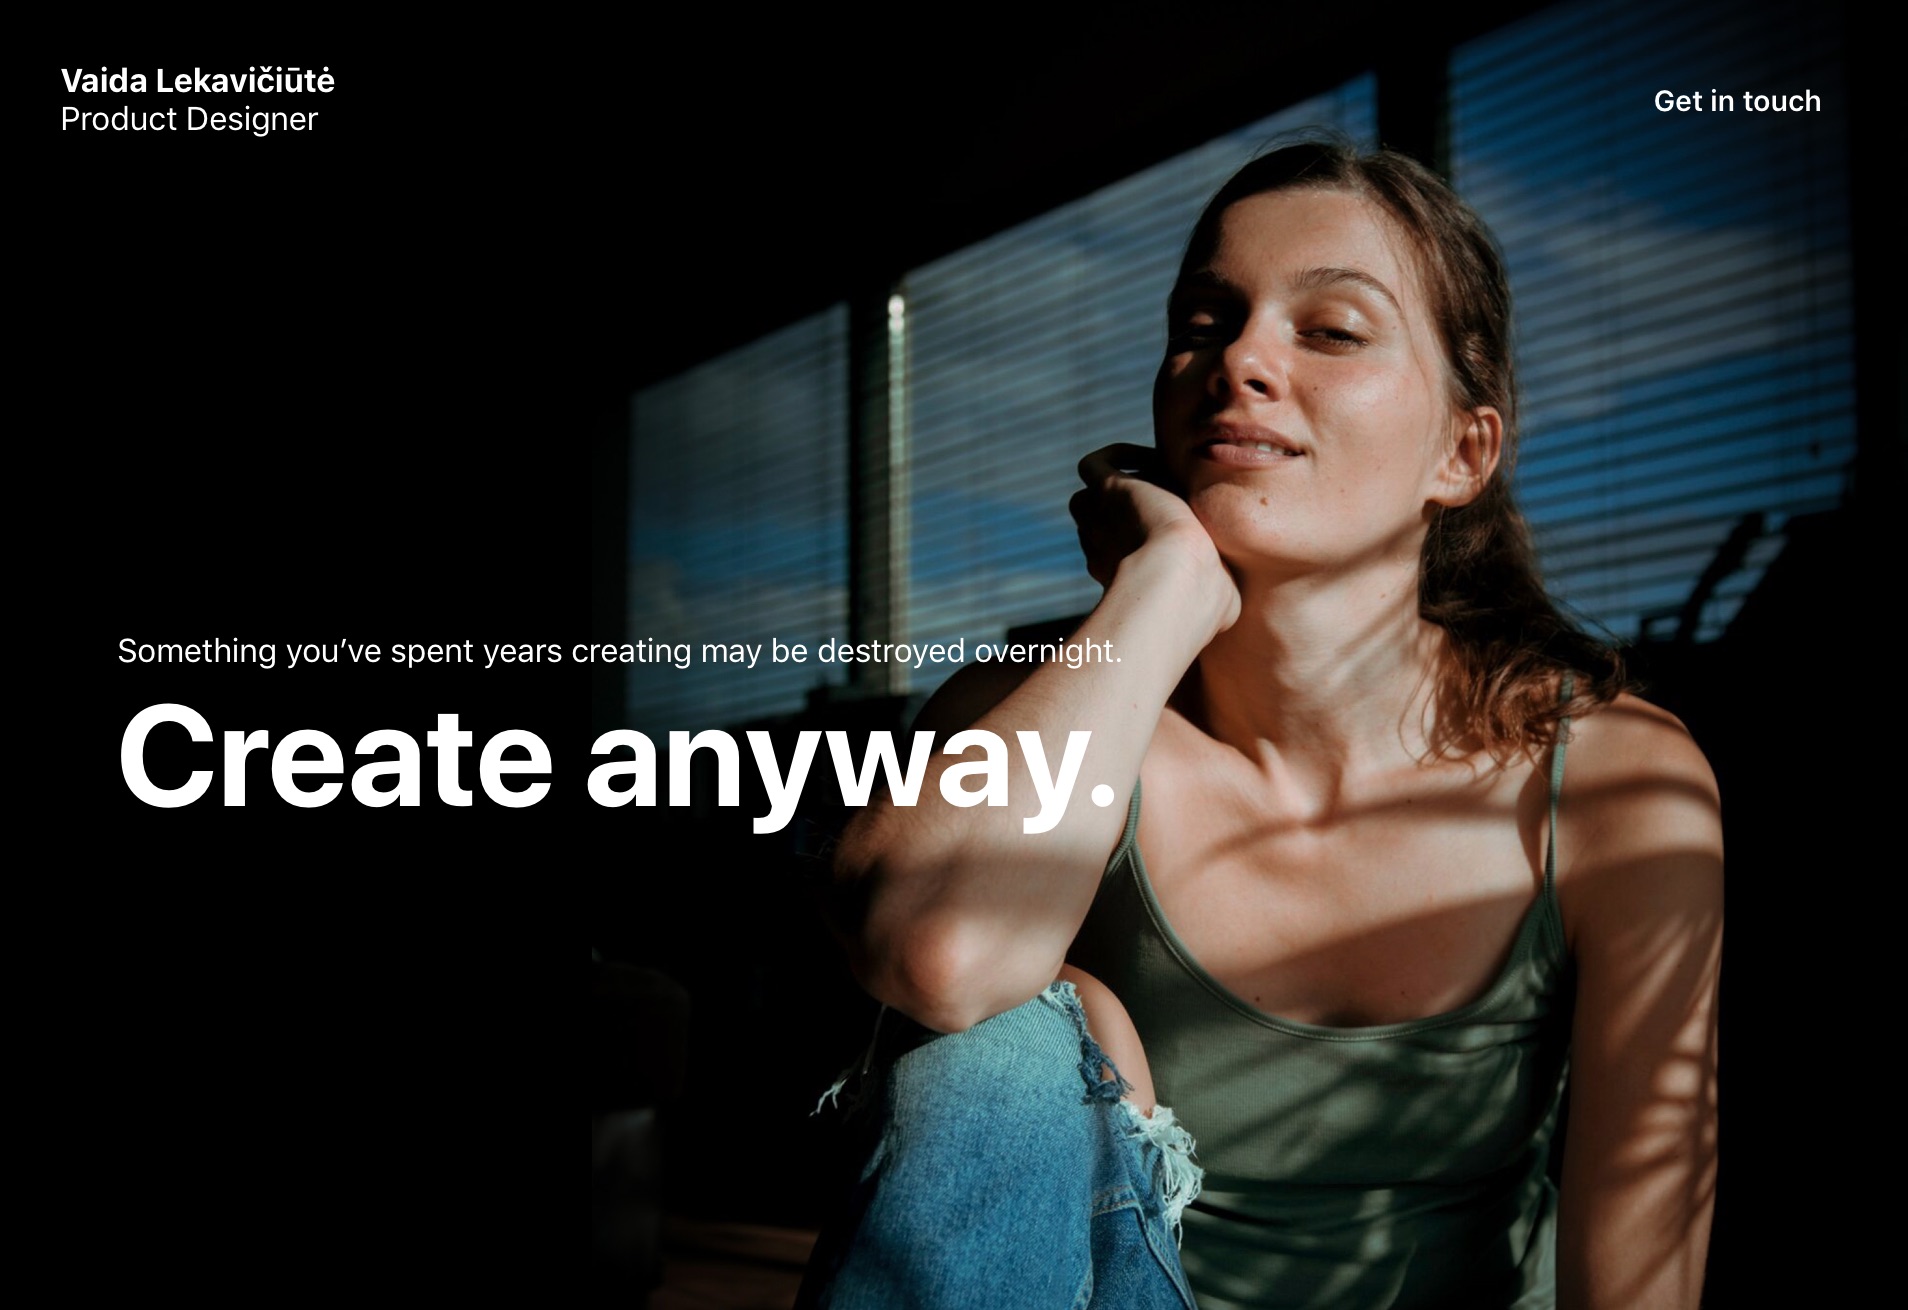 Vaida Lekavičiūtė
Product Designer
Get in touch
Something you’ve spent years creating may be destroyed overnight.
Create anyway.